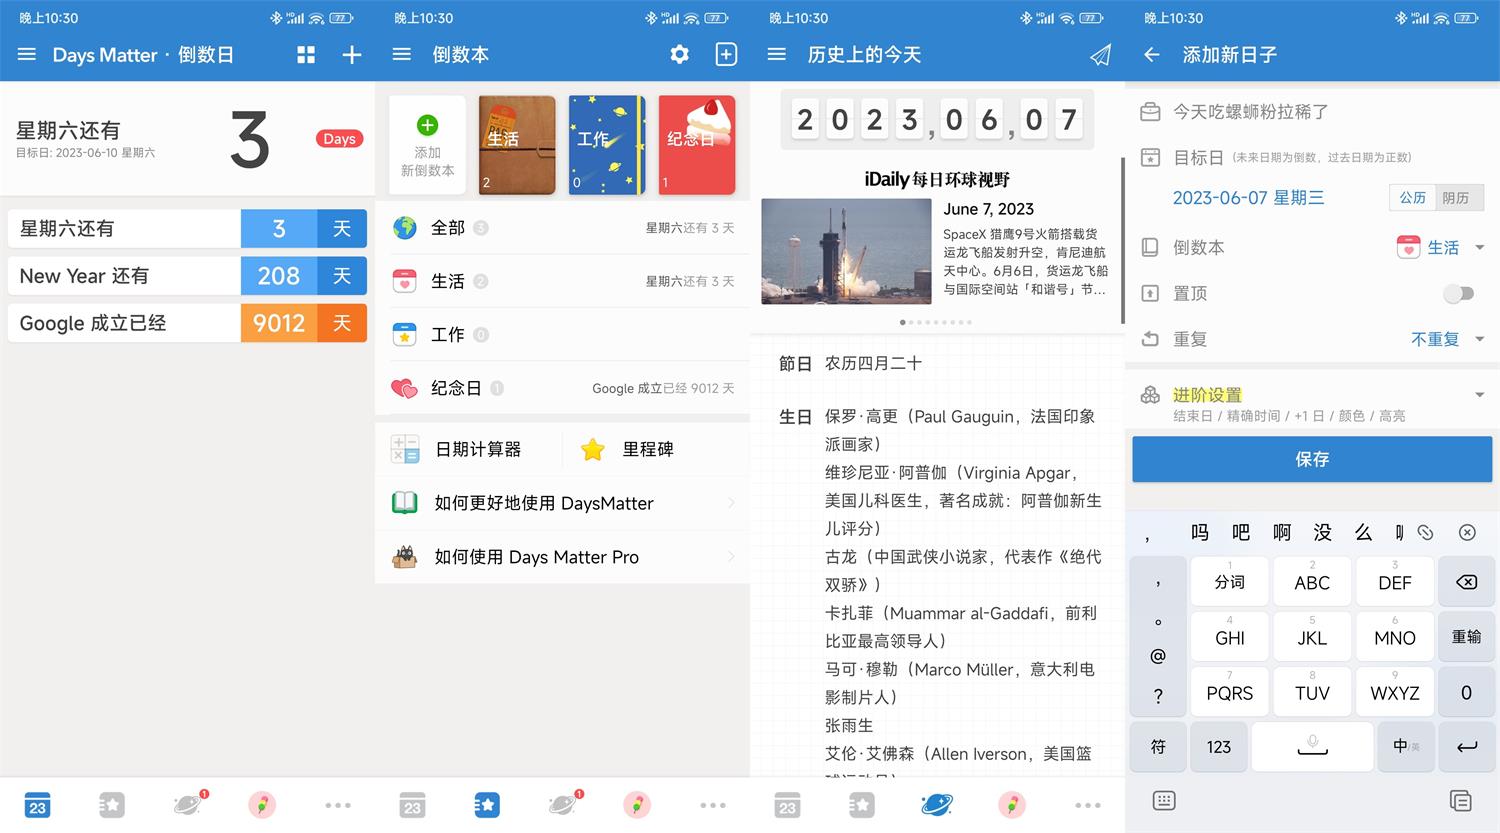 晚上10:30
HD
77
Days Matter · 倒数日
星期六还有
目标日: 2023-06-10 星期六
3
Days
星期六还有 3 天
New Year 还有 208 天
Google 成立已经 9012 天
23
1
晚上10:30
HD
77
倒数本
添加
新倒数本
生活
2
工作
0
纪念日
1
全部 3 星期六还有 3 天
生活 2 星期六还有 3 天
工作 0
纪念日 1 Google 成立已经 9012 天
日期计算器 里程碑
如何更好地使用 DaysMatter
如何使用 Days Matter Pro
23
1
晚上10:30
HD
77
历史上的今天
2023,06,07
iDaily 每日环球视野
June 7, 2023
SpaceX 猎鹰9号火箭搭载货
运龙飞船发射升空，肯尼迪航
天中心。6月6日，货运龙飞船
与国际空间站「和谐号」节...
節日 农历四月二十
生日 保罗·高更（Paul Gauguin，法国印象
派画家）
维珍尼亚·阿普伽（Virginia Apgar，
美国儿科医生，著名成就：阿普伽新生
儿评分）
古龙（中国武侠小说家，代表作《绝代
双骄》）
卡扎菲（Muammar al-Gaddafi，前利
比亚最高领导人）
马可·穆勒（Marco Müller，意大利电
影制片人）
张雨生
艾伦·艾佛森（Allen Iverson，美国篮
23
晚上10:30
HD
77
添加新日子
今天吃螺蛳粉拉稀了
目标日 (未来日期为倒数，过去日期为正数)
2023-06-07 星期三 公历 阴历
倒数本 生活
置顶
重复 不重复
进阶设置
结束日 / 精确时间 / +1 日 / 颜色 / 高亮
保存
， 吗 吧 啊 没 么
， 1 分词 2 ABC 3 DEF
。 4 GHI 5 JKL 6 MNO 重输
@
? 7 PQRS 8 TUV 9 WXYZ 0
符 123 中/英